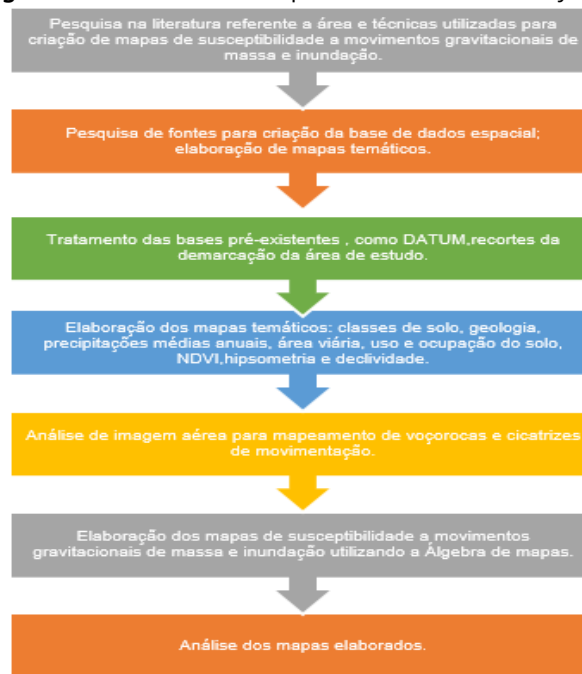 Pesquisa na literatura referente a área e técnicas utilizadas para
criação de mapas de susceptibilidade a movimentos gravitacionais de
massa e inundação.
Pesquisa de fontes para criação da base de dados espacial;
elaboração de mapas temáticos.
Tratamento das bases pré-existentes , como DATUM,recortes da
demarcação da área de estudo.
Elaboração dos mapas temáticos: classes de solo, geologia,
precipitações médias anuais, área viária, uso e ocupação do solo,
NDVI,hipsometria e declividade.
Análise de imagem aérea para mapeamento de voçorocas e cicatrizes
de movimentação.
Elaboração dos mapas de susceptibilidade a movimentos
gravitacionais de massa e inundação utilizando a Álgebra de mapas.
Análise dos mapas elaborados.